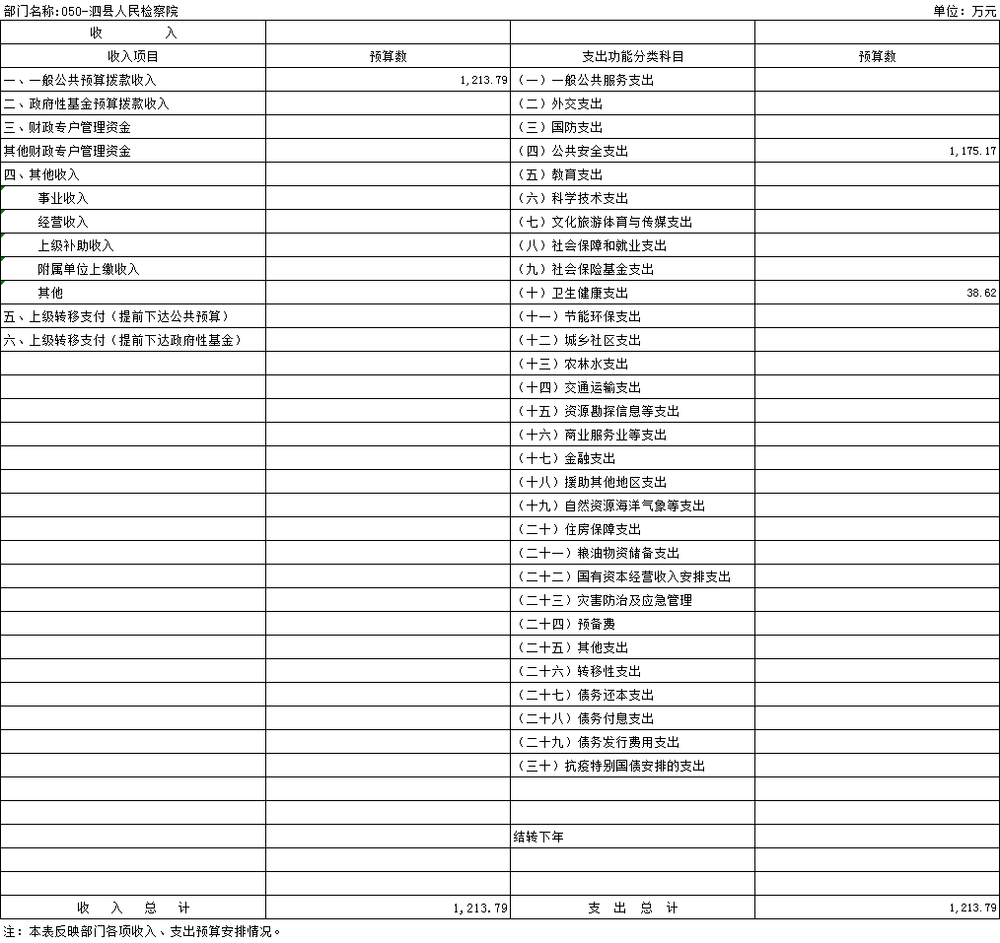 部门名称:050-泗县人民检察院 单位：万元
收 入
收入项目 预算数 支出功能分类科目 预算数
一、一般公共预算拨款收入 1,213.79 （一）一般公共服务支出
二、政府性基金预算拨款收入 （二）外交支出
三、财政专户管理资金 （三）国防支出
其他财政专户管理资金 （四）公共安全支出 1,175.17
四、其他收入 （五）教育支出
事业收入 （六）科学技术支出
经营收入 （七）文化旅游体育与传媒支出
上级补助收入 （八）社会保障和就业支出
附属单位上缴收入 （九）社会保险基金支出
其他 （十）卫生健康支出 38.62
五、上级转移支付（提前下达公共预算） （十一）节能环保支出
六、上级转移支付（提前下达政府性基金） （十二）城乡社区支出
（十三）农林水支出
（十四）交通运输支出
（十五）资源勘探信息等支出
（十六）商业服务业等支出
（十七）金融支出
（十八）援助其他地区支出
（十九）自然资源海洋气象等支出
（二十）住房保障支出
（二十一）粮油物资储备支出
（二十二）国有资本经营收入安排支出
（二十三）灾害防治及应急管理
（二十四）预备费
（二十五）其他支出
（二十六）转移性支出
（二十七）债务还本支出
（二十八）债务付息支出
（二十九）债务发行费用支出
（三十）抗疫特别国债安排的支出
结转下年
收 入 总 计 1,213.79 支 出 总 计 1,213.79
注：本表反映部门各项收入、支出预算安排情况。